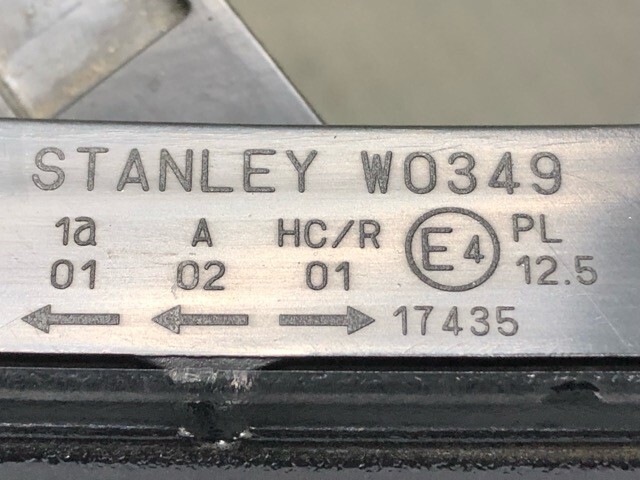 STANLEY W0349
1a A HC/R E4 PL
01 02 01 12.5
← ← → 17435